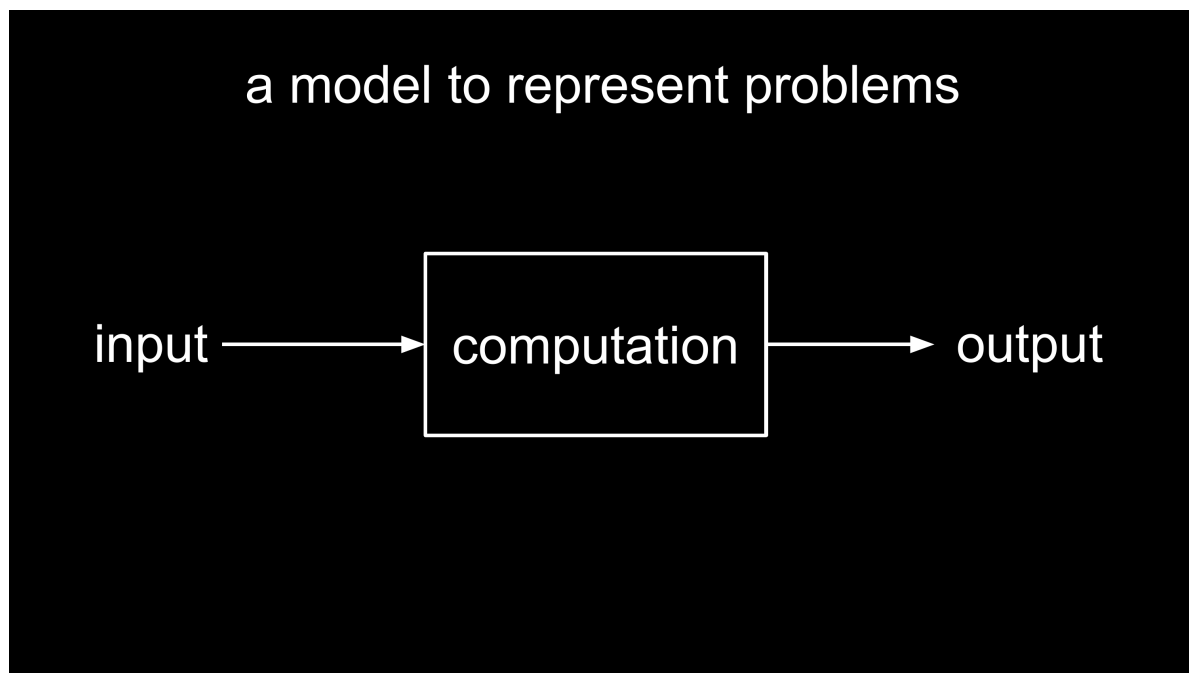 a model to represent problems
input
computation
output